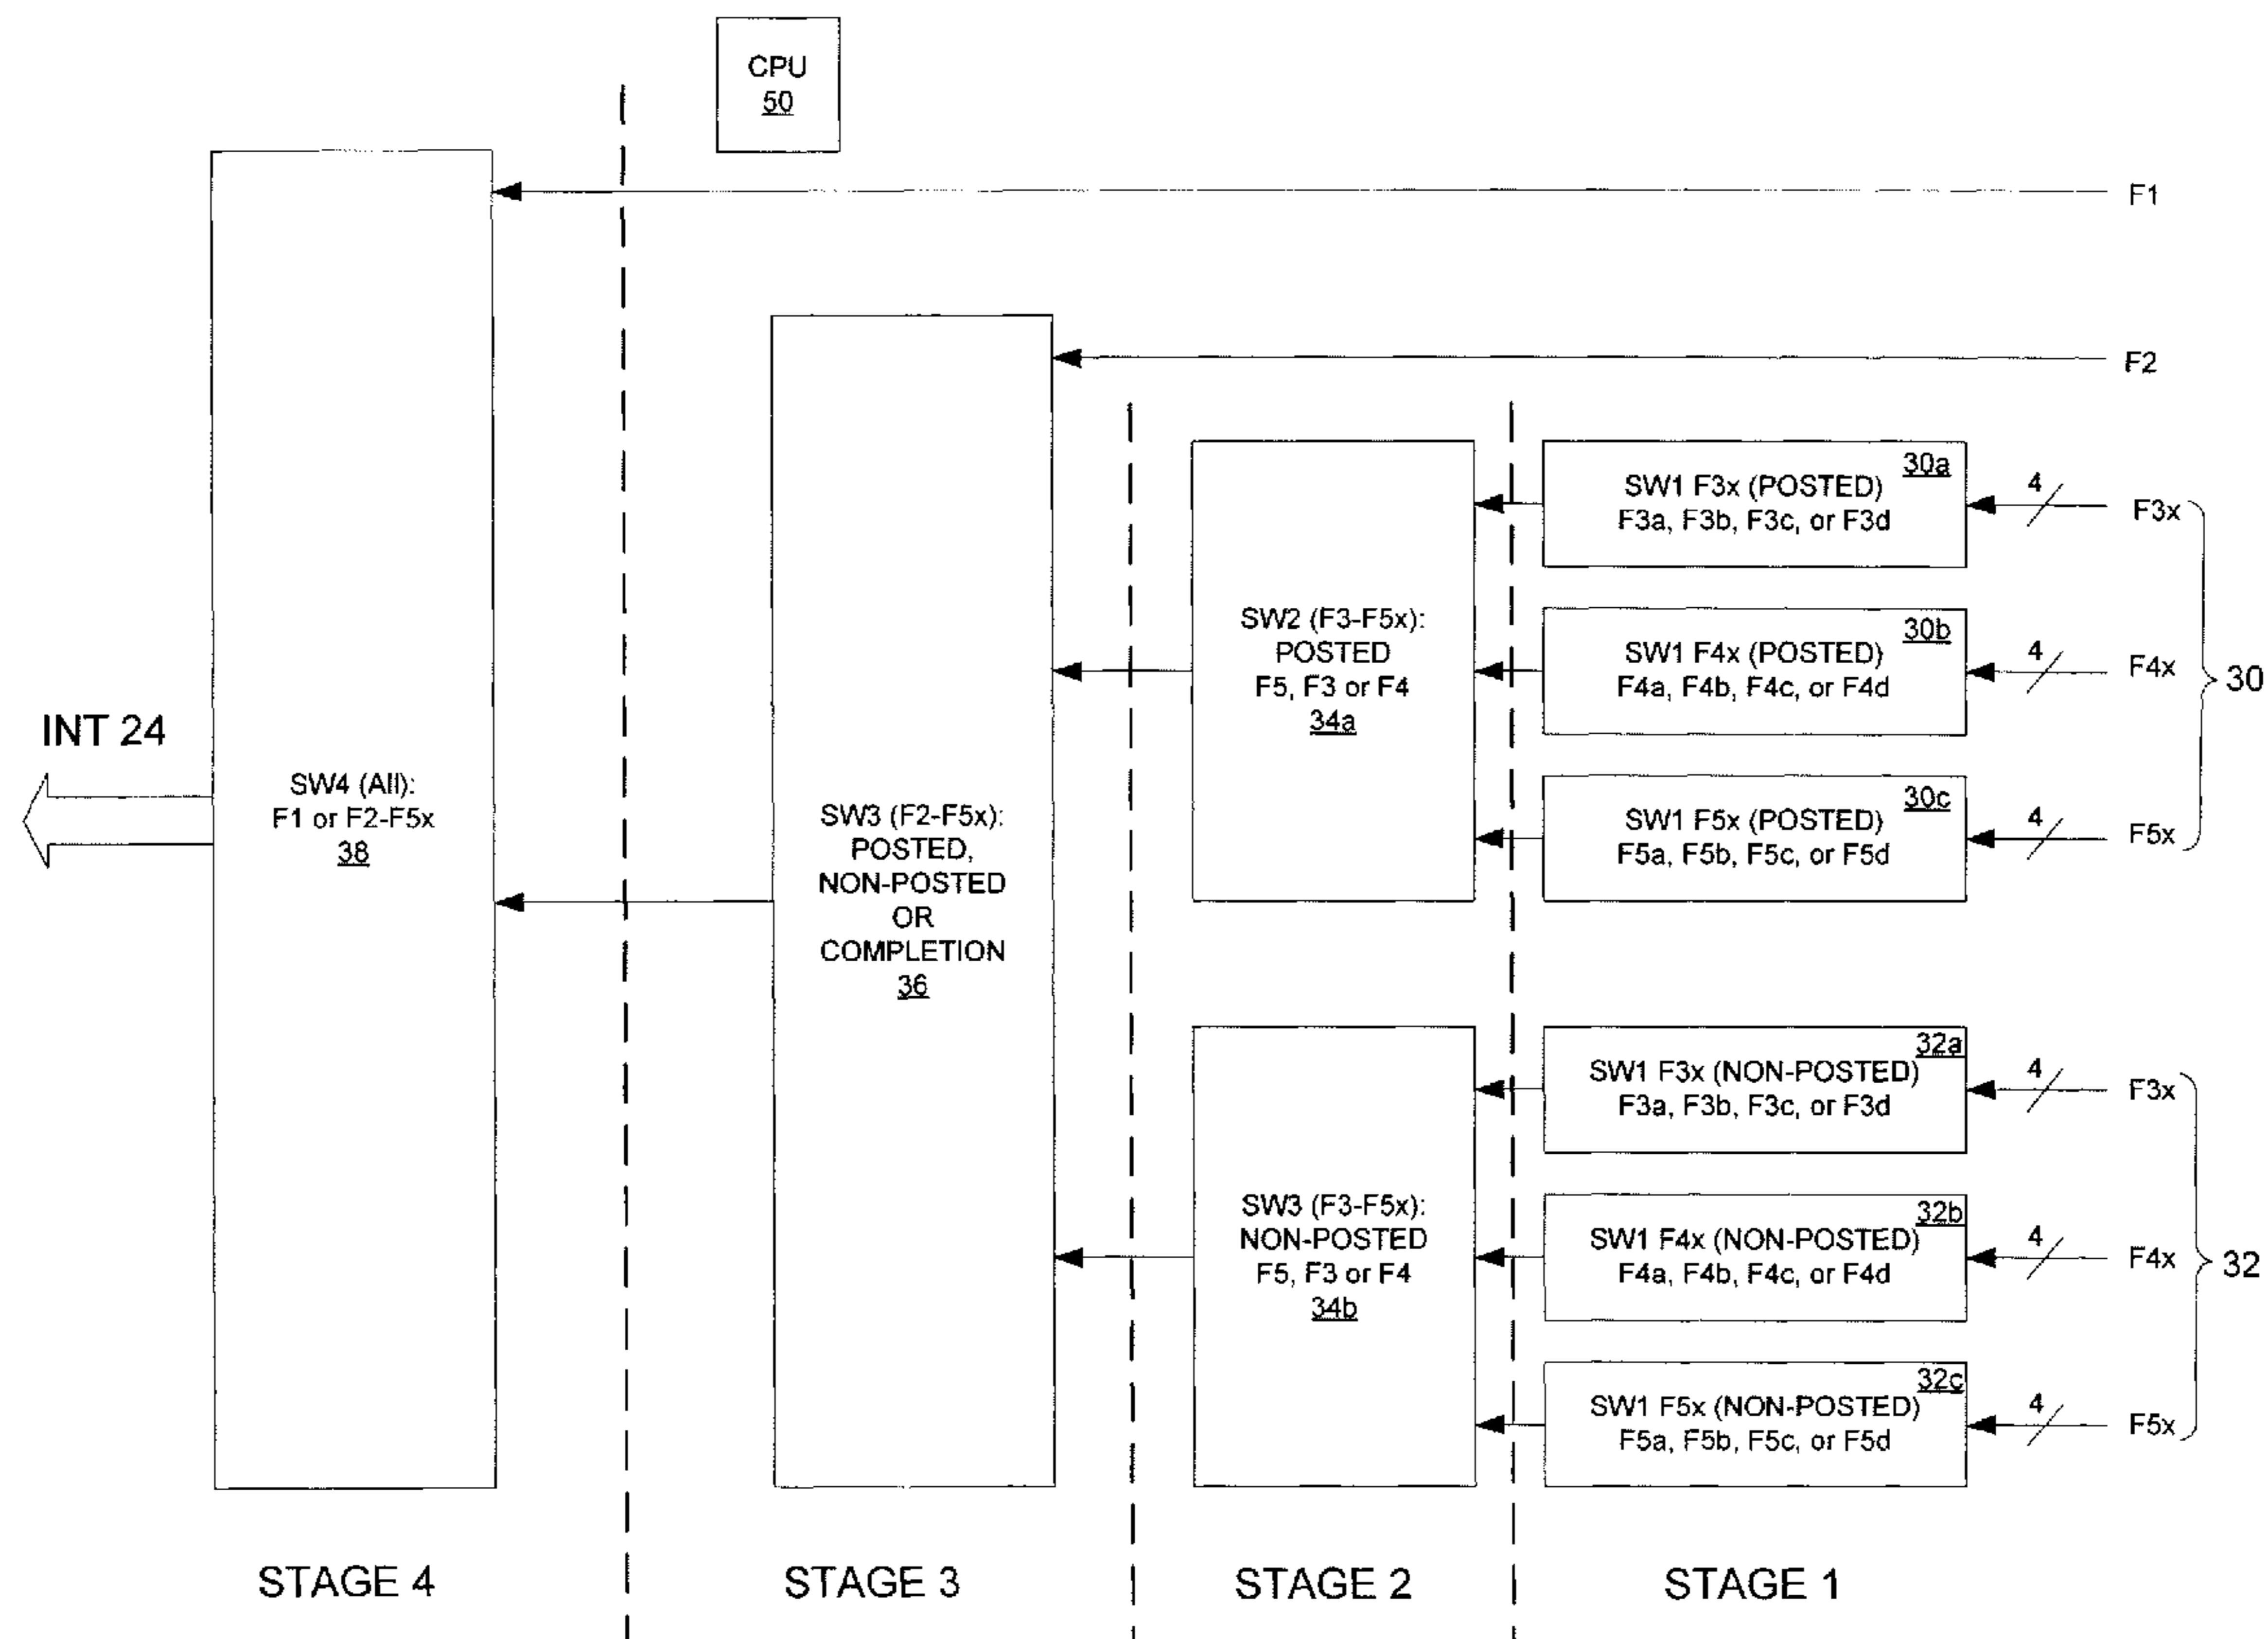 CPU
50
F1
F2
30a
SW1 F3x (POSTED)
F3a, F3b, F3c, or F3d
4
F3x
SW2 (F3-F5x):
POSTED
F5, F3 or F4
34a
30b
SW1 F4x (POSTED)
F4a, F4b, F4c, or F4d
4
F4x
30
30c
SW1 F5x (POSTED)
F5a, F5b, F5c, or F5d
4
F5x
INT 24
SW4 (All):
F1 or F2-F5x
38
SW3 (F2-F5x):
POSTED,
NON-POSTED
OR
COMPLETION
36
32a
SW1 F3x (NON-POSTED)
F3a, F3b, F3c, or F3d
4
F3x
SW3 (F3-F5x):
NON-POSTED
F5, F3 or F4
34b
32b
SW1 F4x (NON-POSTED)
F4a, F4b, F4c, or F4d
4
F4x
32
32c
SW1 F5x (NON-POSTED)
F5a, F5b, F5c, or F5d
4
F5x
STAGE 4
STAGE 3
STAGE 2
STAGE 1